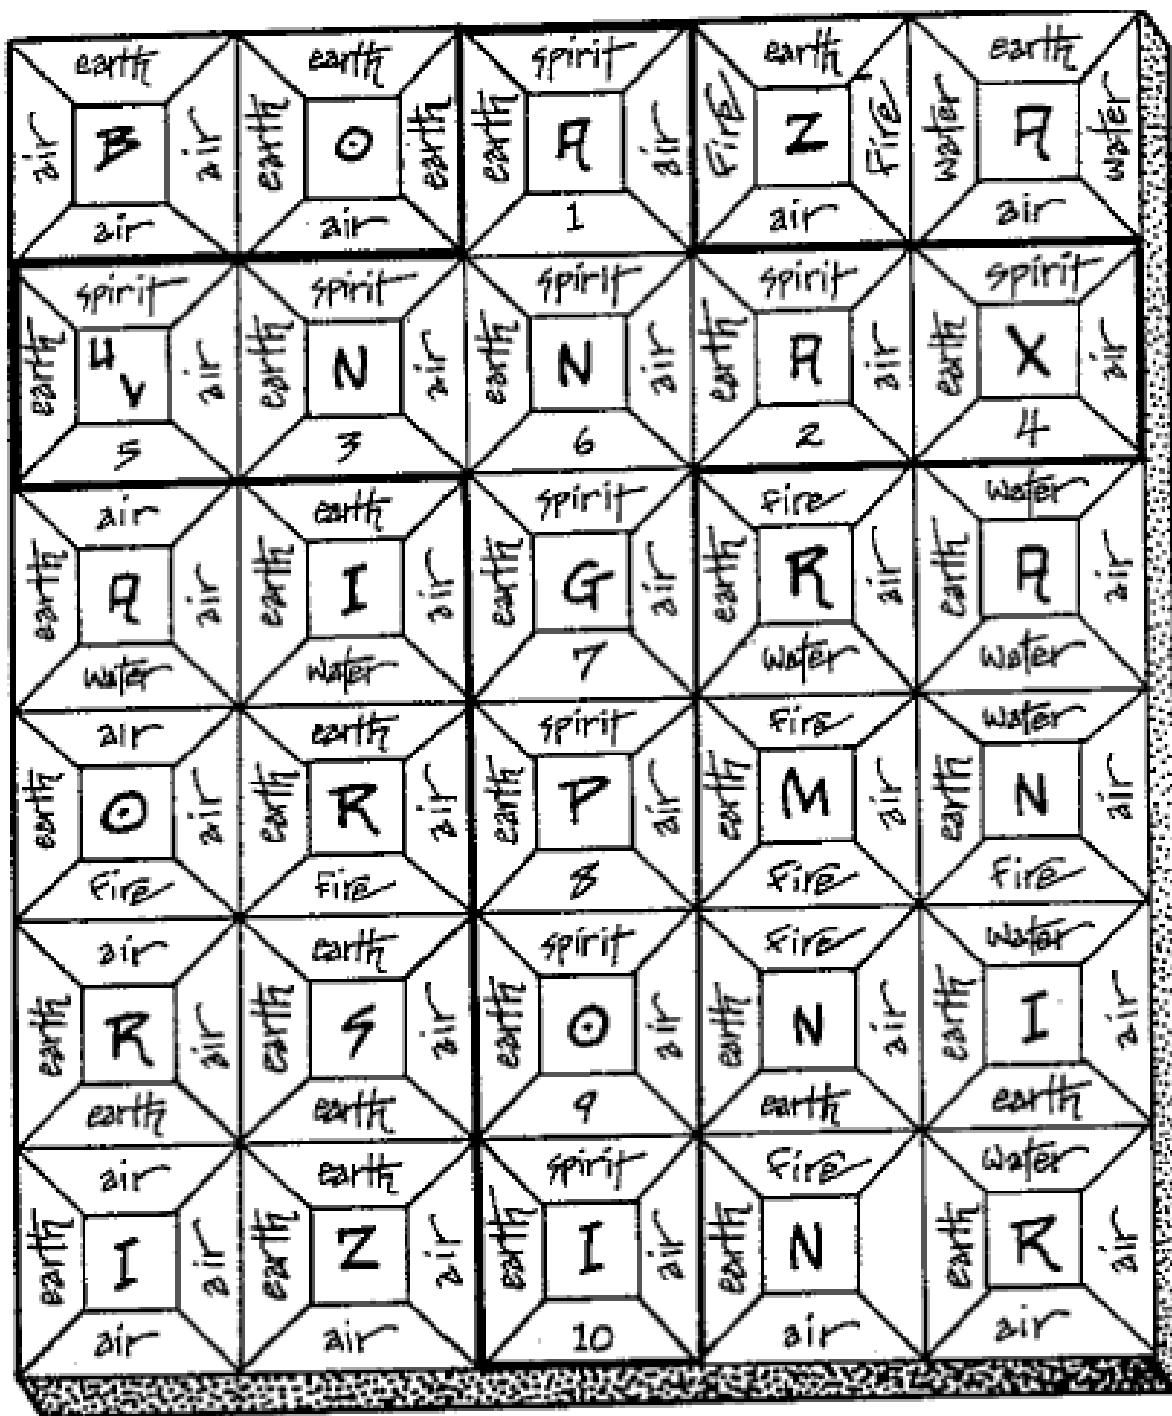 earth earth spirit earth earth
air B air earth O earth earth A air Fire Z Fire water A water
air air 1 air air
spirit spirit spirit spirit spirit
earth U V air earth N air earth N air earth A air earth X air
5 3 6 2 4
air earth spirit Fire Water
earth A air earth I air earth G air earth R air earth A air
Water Water 7 Water Water
air earth spirit Fire Water
earth O air earth R air earth P air earth M air earth N air
Fire Fire 8 Fire Fire
air earth spirit Fire Water
earth R air earth S air earth O air earth N air earth I air
earth earth 9 earth earth
air earth spirit Fire Water
earth I air earth Z air earth I air earth N air earth R air
air air 10 air air